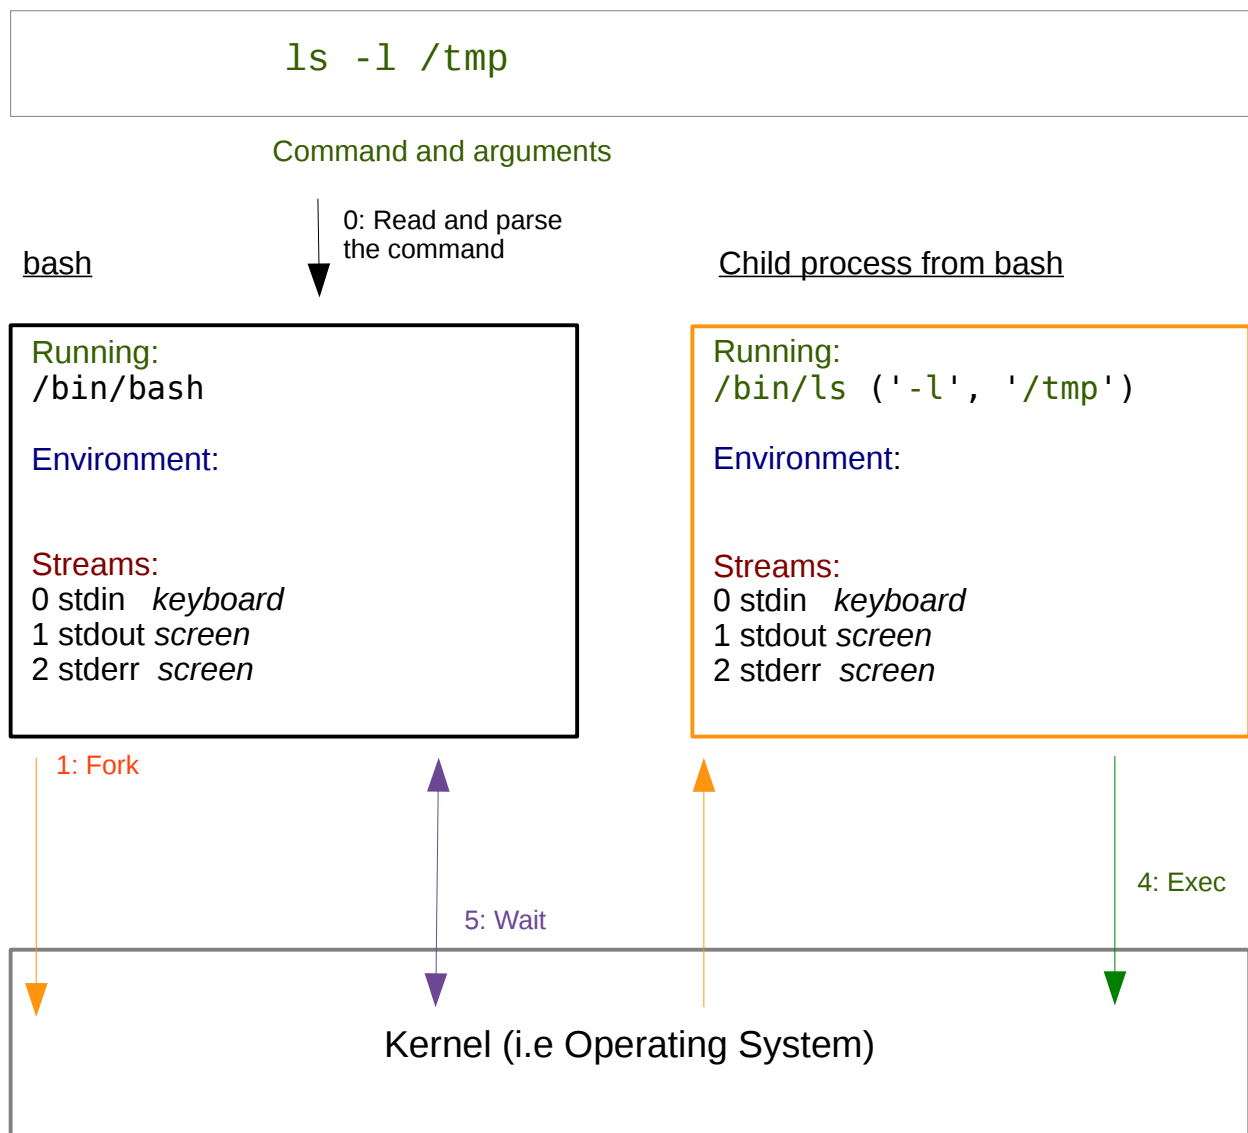 ls -l /tmp
Command and arguments
0: Read and parse
the command
bash
Child process from bash
Running:
/bin/bash
Environment:
Streams:
0 stdin keyboard
1 stdout screen
2 stderr screen
Running:
/bin/ls ('-l', '/tmp')
Environment:
Streams:
0 stdin keyboard
1 stdout screen
2 stderr screen
1: Fork
5: Wait
4: Exec
Kernel (i.e Operating System)